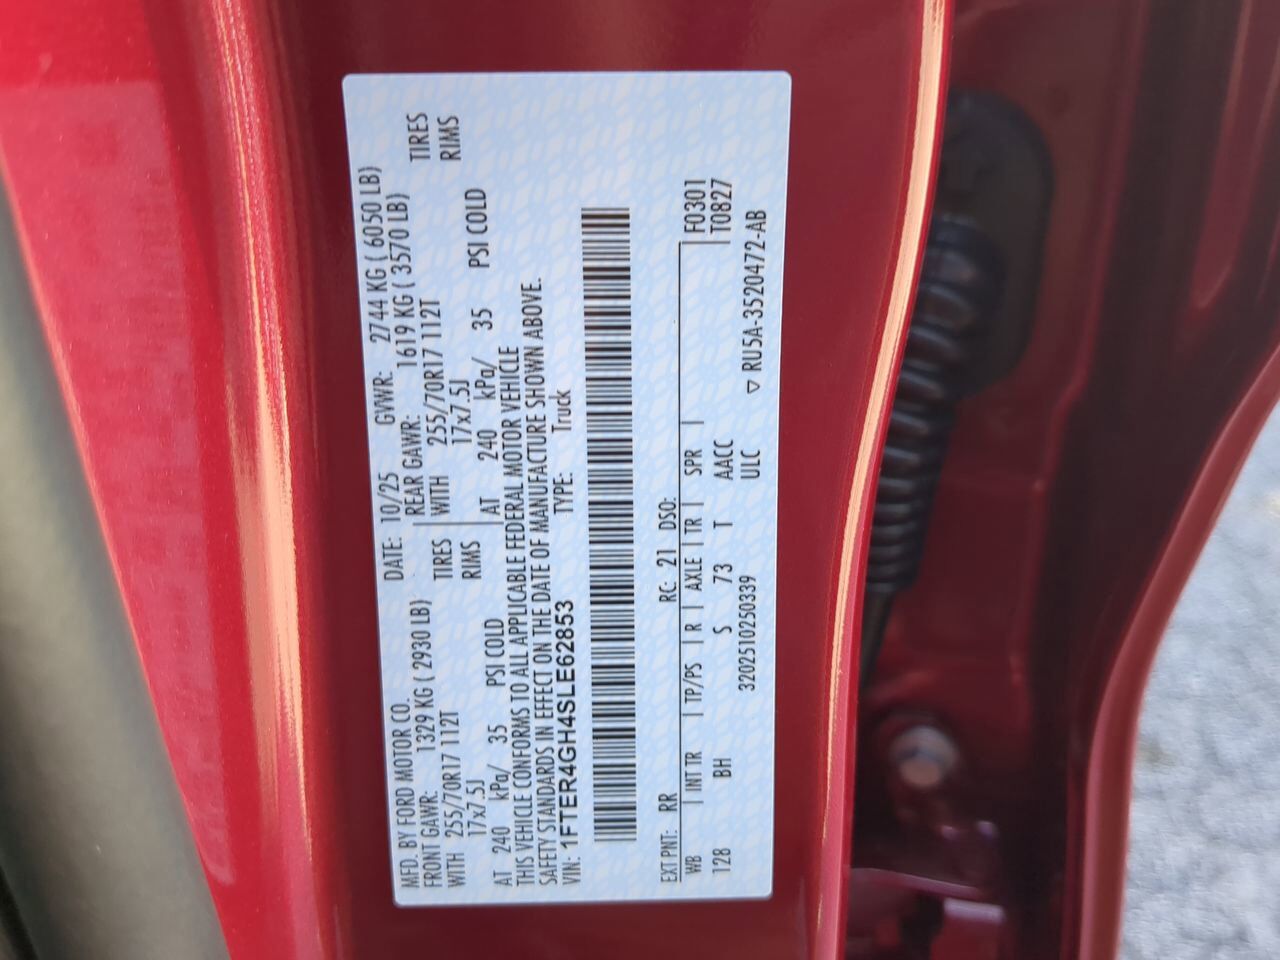 MFD. BY FORD MOTOR CO. DATE: 10/25 GVWR: 2744 KG ( 6050 LB)
FRONT GAWR: 1329 KG ( 2930 LB) REAR GAWR: 1619 KG ( 3570 LB)
WITH 255/70R17 112T TIRES WITH 255/70R17 112T TIRES
17x7.5J RIMS 17x7.5J RIMS
AT 240 kPa/ 35 PSI COLD AT 240 kPa/ 35 PSI COLD
THIS VEHICLE CONFORMS TO ALL APPLICABLE FEDERAL MOTOR VEHICLE
SAFETY STANDARDS IN EFFECT ON THE DATE OF MANUFACTURE SHOWN ABOVE.
VIN: 1FTER4GH4SLE62853 TYPE: Truck
EXT PNT: RR RC: 21 DSO: F0301
WB | INT TR | TP/PS | R | AXLE | TR | SPR | T0827
128 BH S 73 T AACC
3202510250339 ULC ▽ RU5A-3520472-AB